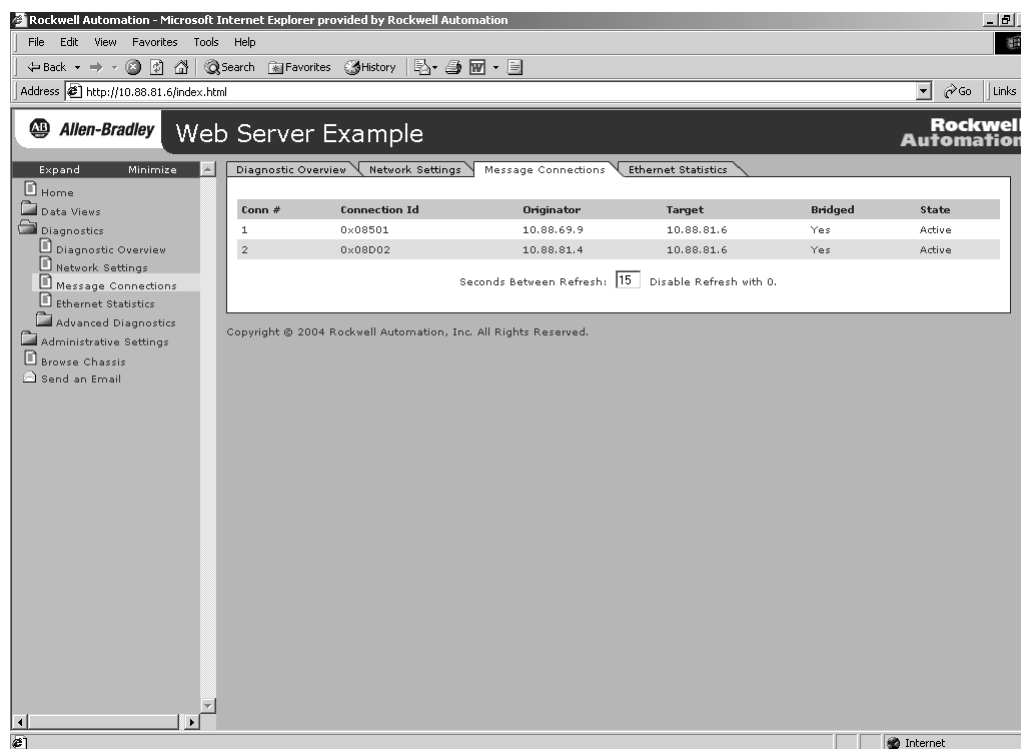 Rockwell Automation - Microsoft Internet Explorer provided by Rockwell Automation
File Edit View Favorites Tools Help
Back Search Favorites History
Address http://10.88.81.6/index.html Go Links
AB Allen-Bradley Web Server Example Rockwell Automation
Expand Minimize
Home
Data Views
Diagnostics
Diagnostic Overview
Network Settings
Message Connections
Ethernet Statistics
Advanced Diagnostics
Administrative Settings
Browse Chassis
Send an Email
Diagnostic Overview Network Settings Message Connections Ethernet Statistics
Conn # Connection Id Originator Target Bridged State
1 0x08501 10.88.69.9 10.88.81.6 Yes Active
2 0x08D02 10.88.81.4 10.88.81.6 Yes Active
Seconds Between Refresh: 15 Disable Refresh with 0.
Copyright © 2004 Rockwell Automation, Inc. All Rights Reserved.
Internet